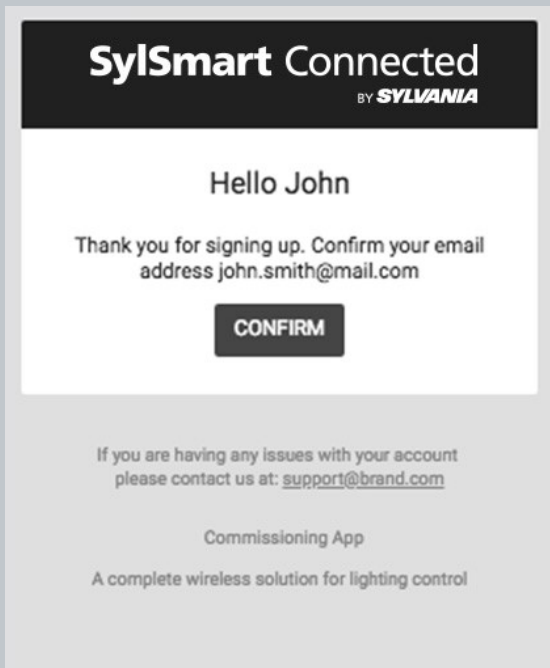 SylSmart Connected
BY SYLVANIA
Hello John
Thank you for signing up. Confirm your email
address john.smith@mail.com
CONFIRM
If you are having any issues with your account
please contact us at: support@brand.com
Commissioning App
A complete wireless solution for lighting control